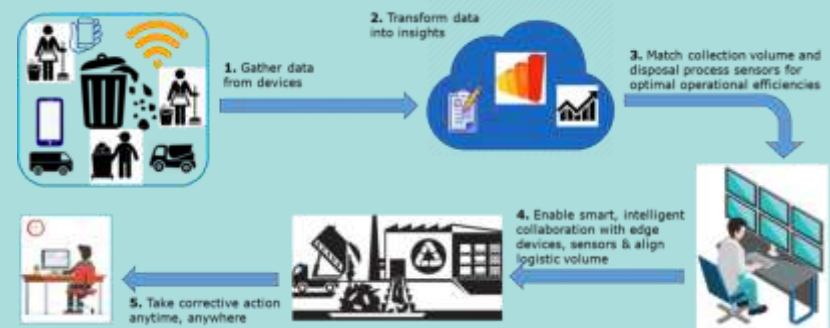 1. Gather data
from devices
2. Transform data
into insights
3. Match collection volume and
disposal process sensors for
optimal operational efficiencies
4. Enable smart, intelligent
collaboration with edge
devices, sensors & align
logistic volume
5. Take corrective action
anytime, anywhere